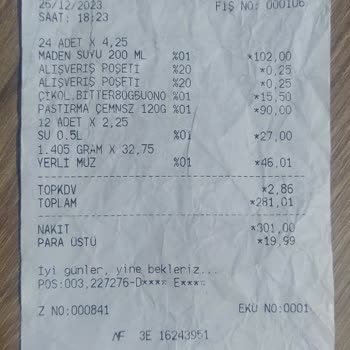 26/12/2023 FİŞ NO: 000106
SAAT: 18:23
24 ADET X 4,25
MADEN SUYU 200 ML %01 *102,00
ALIŞVERİŞ POŞETİ %20 *0,25
ALIŞVERİŞ POŞETİ %20 *0,25
ÇİKOL.BİTTER80GBUONO %01 *15,50
PASTIRMA ÇEMNSZ 120G %01 *90,00
12 ADET X 2,25
SU 0.5L %01 *27,00
1.405 GRAM X 32,75
YERLİ MUZ %01 *46,01
TOPKDV *2,86
TOPLAM *281,01
NAKİT *301,00
PARA ÜSTÜ *19,99
İyi günler, yine bekleriz...
POS:003,227276-D**** E****
Z NO:000841 EKÜ NO:0001
MF 3E 16243951